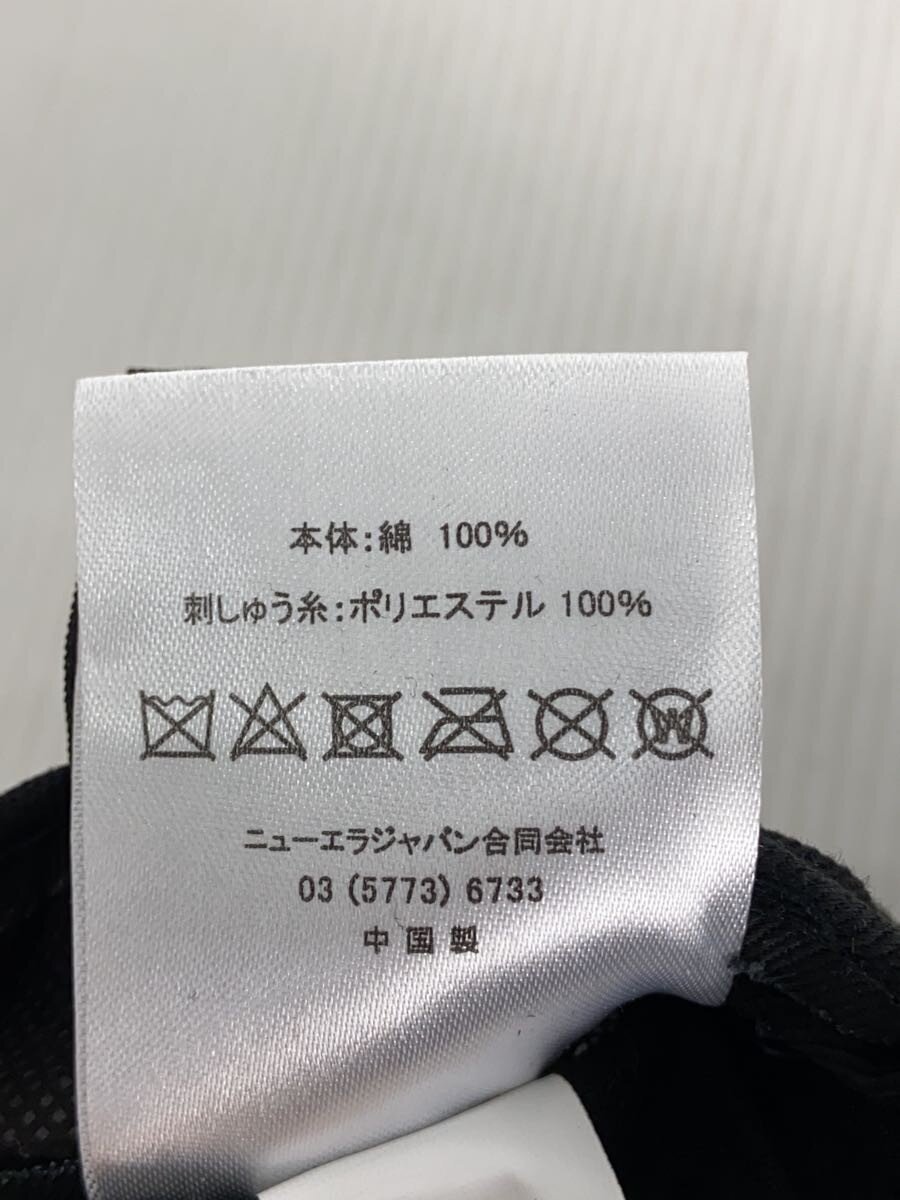 本体:綿 100%
刺しゅう糸:ポリエステル 100%
W
ニューエラジャパン合同会社
03 (5773) 6733
中国製